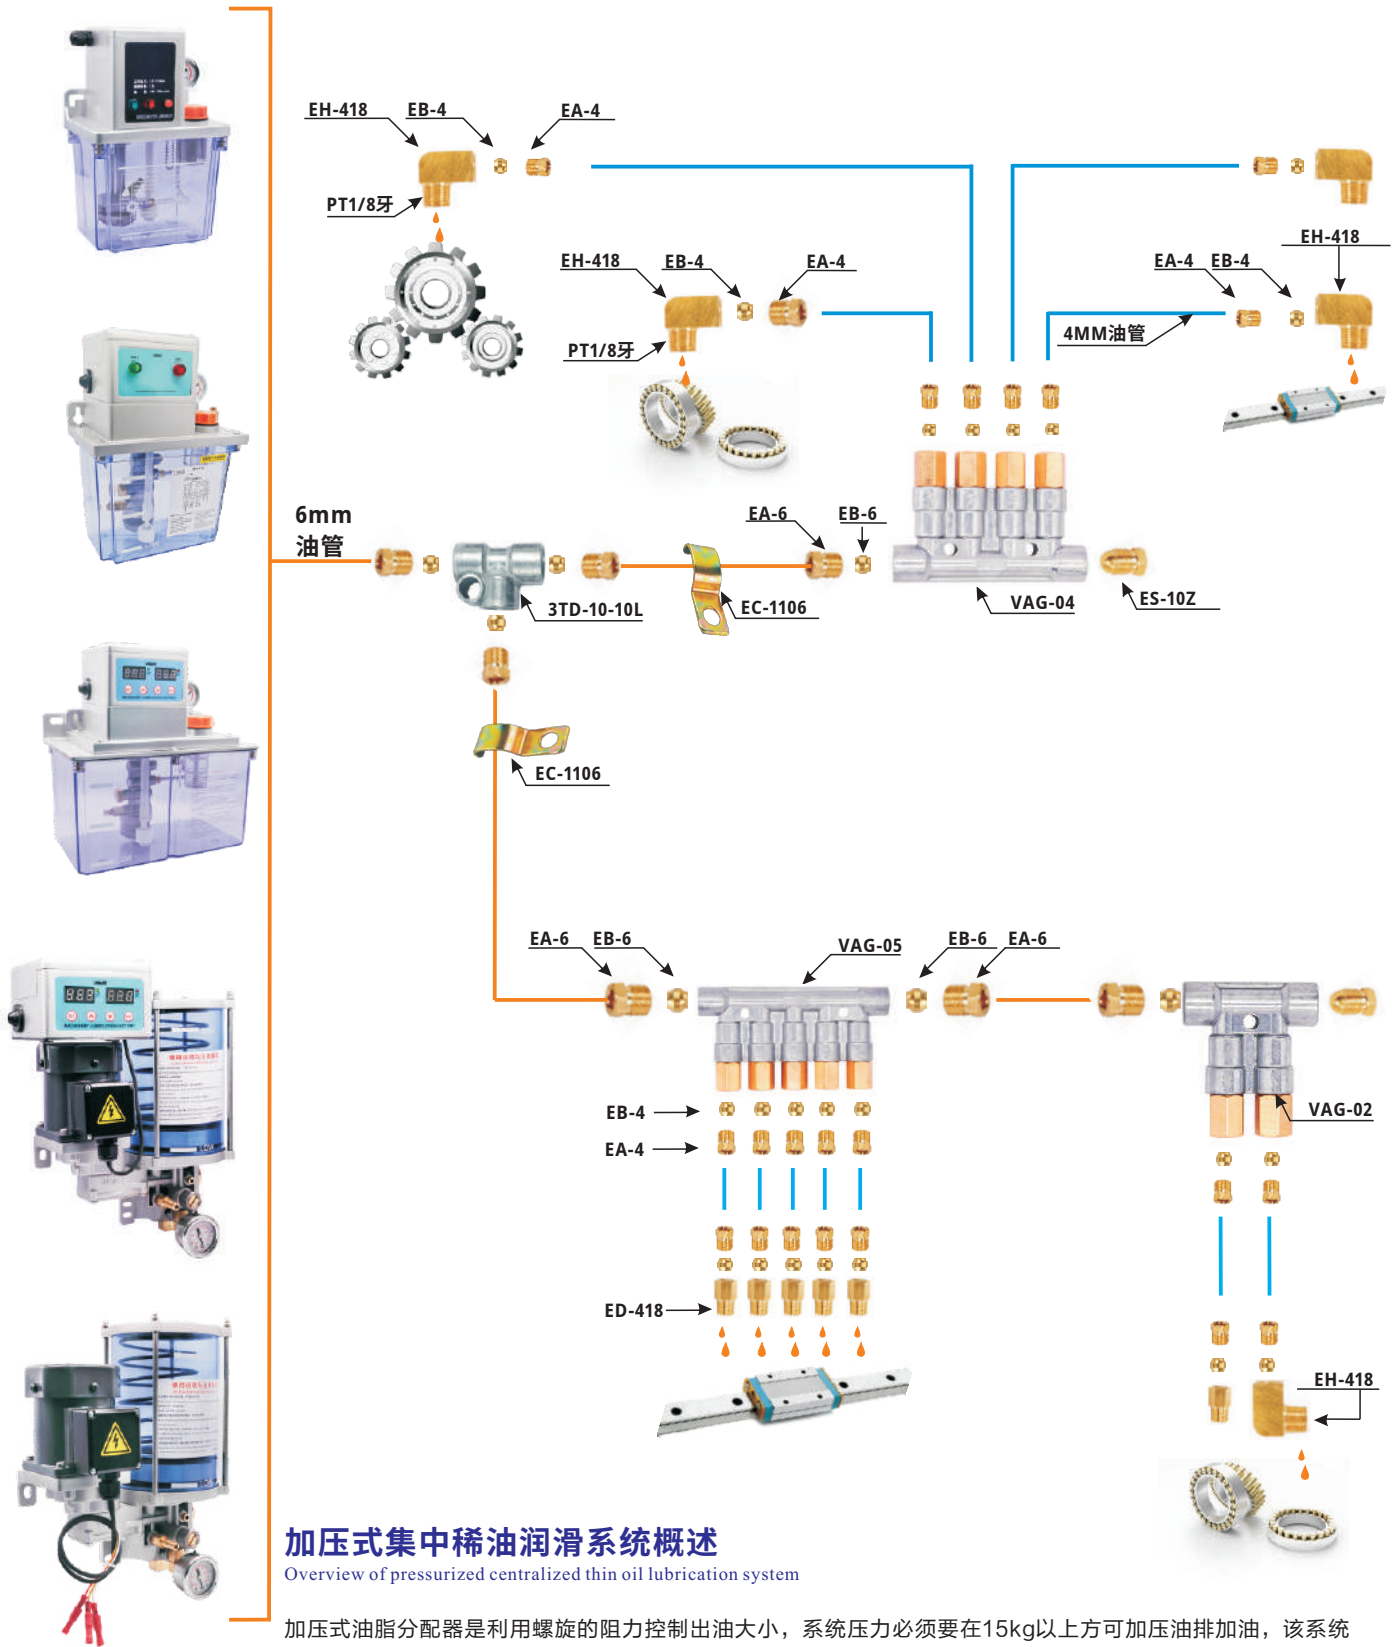 EH-418
EB-4
EA-4
PT1/8牙
EH-418
EB-4
EA-4
PT1/8牙
EH-418
EA-4
EB-4
4MM油管
6mm
油管
EA-6
EB-6
3TD-10-10L
EC-1106
VAG-04
ES-10Z
EC-1106
EA-6
EB-6
VAG-05
EB-6
EA-6
EB-4
EA-4
VAG-02
ED-418
EH-418
加压式集中稀油润滑系统概述
Overview of pressurized centralized thin oil lubrication system
加压式油脂分配器是利用螺旋的阻力控制出油大小，系统压力必须要在15kg以上方可加压油排加油，该系统